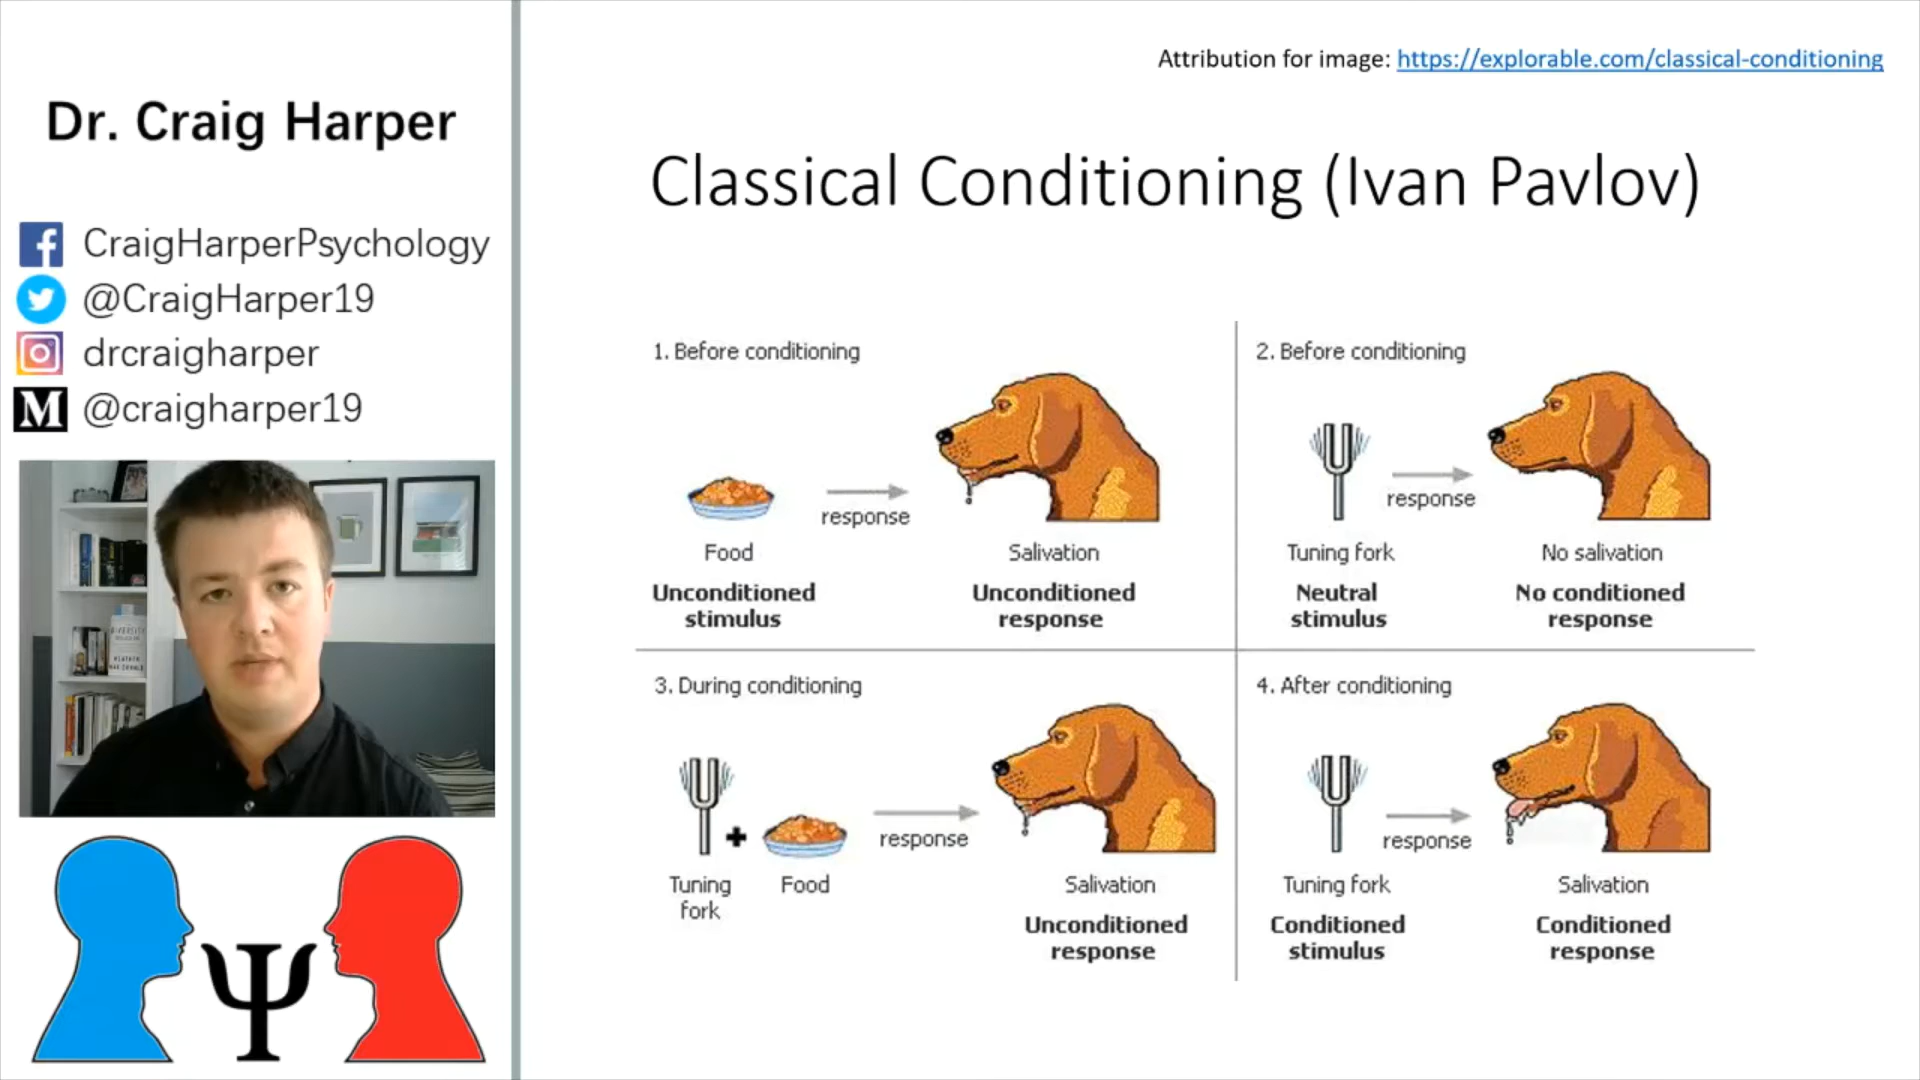 Dr. Craig Harper
CraigHarperPsychology
@CraigHarper19
drcraigharper
M @craigharper19
Ψ
Attribution for image: https://explorable.com/classical-conditioning
Classical Conditioning (Ivan Pavlov)
1. Before conditioning
response
Food
Salivation
Unconditioned
stimulus
Unconditioned
response
2. Before conditioning
response
Tuning fork
No salivation
Neutral
stimulus
No conditioned
response
3. During conditioning
+
response
Tuning
fork
Food
Salivation
Unconditioned
response
4. After conditioning
response
Tuning fork
Salivation
Conditioned
stimulus
Conditioned
response